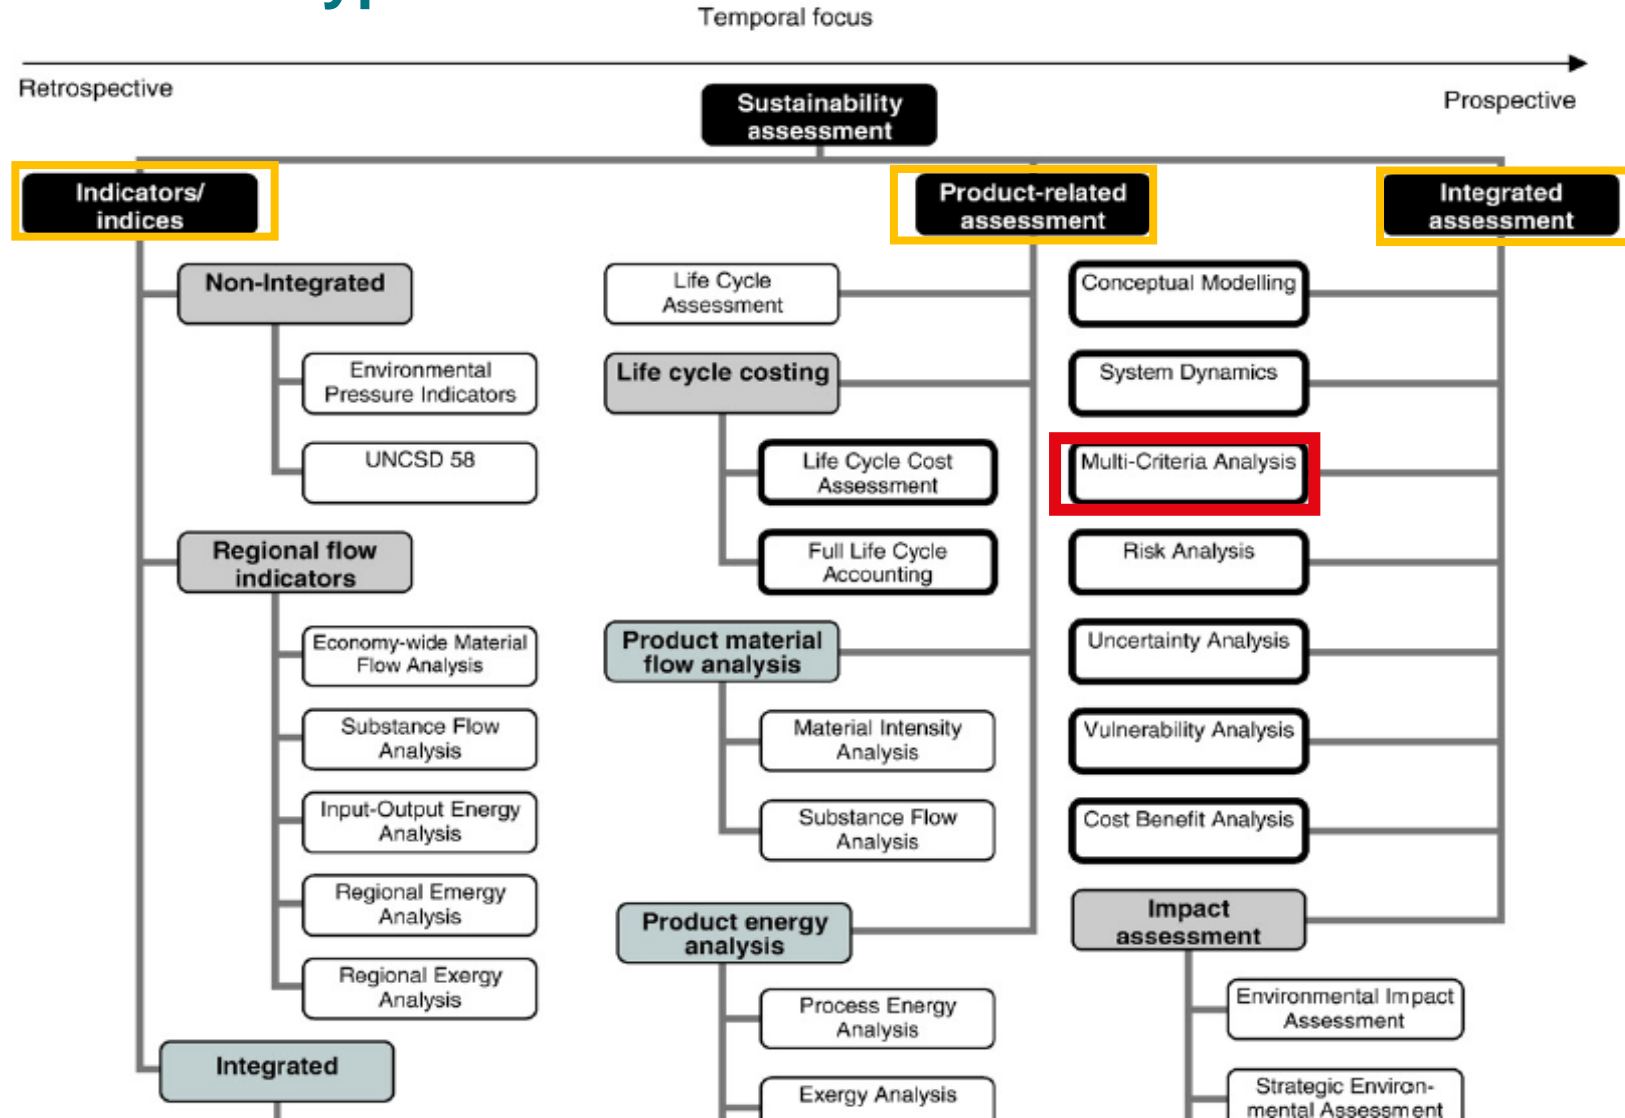 yp
Temporal focus
Retrospective
Prospective
Sustainability
assessment
Indicators/
indices
Product-related
assessment
Integrated
assessment
Non-Integrated
Environmental
Pressure Indicators
UNCSD 58
Regional flow
indicators
Economy-wide Material
Flow Analysis
Substance Flow
Analysis
Input-Output Energy
Analysis
Regional Emergy
Analysis
Regional Exergy
Analysis
Integrated
Life Cycle
Assessment
Life cycle costing
Life Cycle Cost
Assessment
Full Life Cycle
Accounting
Product material
flow analysis
Material Intensity
Analysis
Substance Flow
Analysis
Product energy
analysis
Process Energy
Analysis
Exergy Analysis
Conceptual Modelling
System Dynamics
Multi-Criteria Analysis
Risk Analysis
Uncertainty Analysis
Vulnerability Analysis
Cost Benefit Analysis
Impact
assessment
Environmental Impact
Assessment
Strategic Environ-
mental Assessment